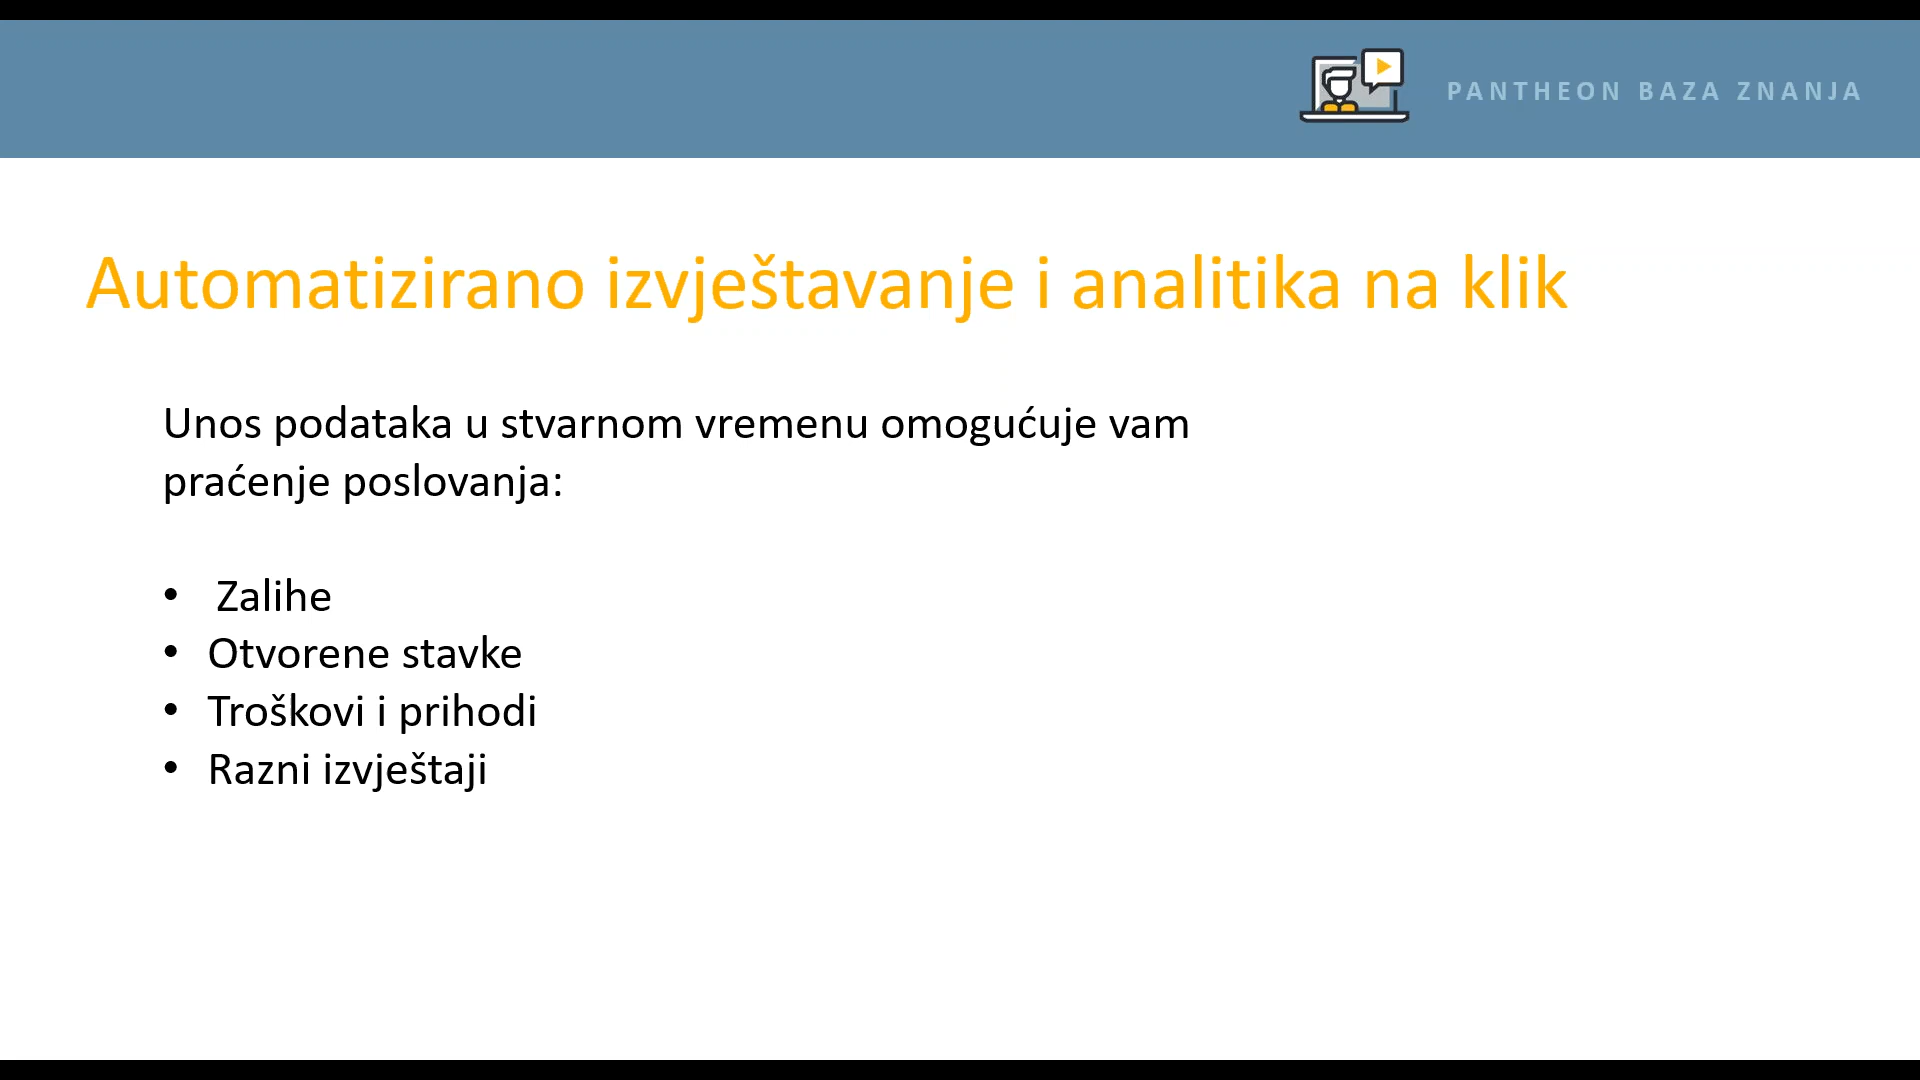 PANTHEON BAZA ZNANJA
Automatizirano izvještavanje i analitika na klik
Unos podataka u stvarnom vremenu omogućuje vam
praćenje poslovanja:
• Zalihe
• Otvorene stavke
• Troškovi i prihodi
• Razni izvještaji